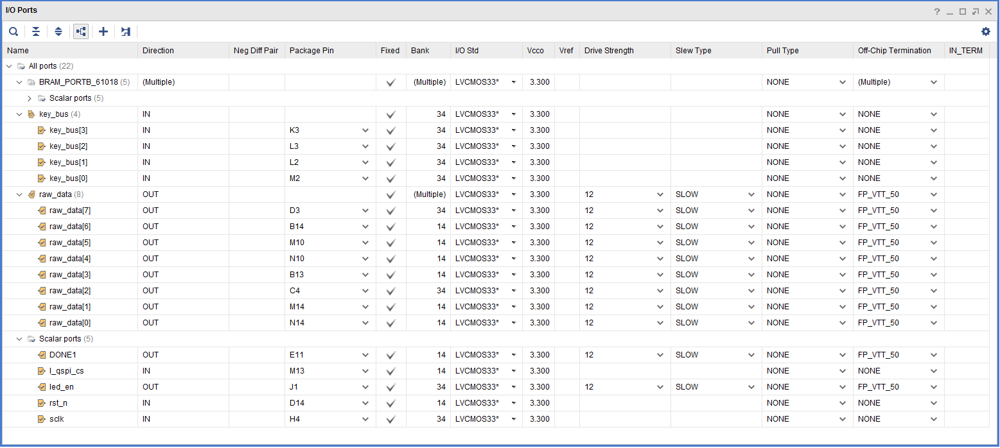 I/O Ports
?
Name Direction Neg Diff Pair Package Pin Fixed Bank I/O Std Vcco Vref Drive Strength Slew Type Pull Type Off-Chip Termination IN_TERM
All ports (22)
BRAM_PORTB_61018 (5) (Multiple) (Multiple) LVCMOS33* 3.300 NONE (Multiple)
Scalar ports (5)
key_bus (4) IN 34 LVCMOS33* 3.300 NONE NONE
key_bus[3] IN K3 34 LVCMOS33* 3.300 NONE NONE
key_bus[2] IN L3 34 LVCMOS33* 3.300 NONE NONE
key_bus[1] IN L2 34 LVCMOS33* 3.300 NONE NONE
key_bus[0] IN M2 34 LVCMOS33* 3.300 NONE NONE
raw_data (8) OUT (Multiple) LVCMOS33* 3.300 12 SLOW NONE FP_VTT_50
raw_data[7] OUT D3 34 LVCMOS33* 3.300 12 SLOW NONE FP_VTT_50
raw_data[6] OUT B14 14 LVCMOS33* 3.300 12 SLOW NONE FP_VTT_50
raw_data[5] OUT M10 14 LVCMOS33* 3.300 12 SLOW NONE FP_VTT_50
raw_data[4] OUT N10 14 LVCMOS33* 3.300 12 SLOW NONE FP_VTT_50
raw_data[3] OUT B13 14 LVCMOS33* 3.300 12 SLOW NONE FP_VTT_50
raw_data[2] OUT C4 34 LVCMOS33* 3.300 12 SLOW NONE FP_VTT_50
raw_data[1] OUT M14 14 LVCMOS33* 3.300 12 SLOW NONE FP_VTT_50
raw_data[0] OUT N14 14 LVCMOS33* 3.300 12 SLOW NONE FP_VTT_50
Scalar ports (5)
DONE1 OUT E11 14 LVCMOS33* 3.300 12 SLOW NONE FP_VTT_50
I_qspi_cs IN M13 14 LVCMOS33* 3.300 NONE NONE
led_en OUT J1 34 LVCMOS33* 3.300 12 SLOW NONE FP_VTT_50
rst_n IN D14 14 LVCMOS33* 3.300 NONE NONE
sclk IN H4 34 LVCMOS33* 3.300 NONE NONE